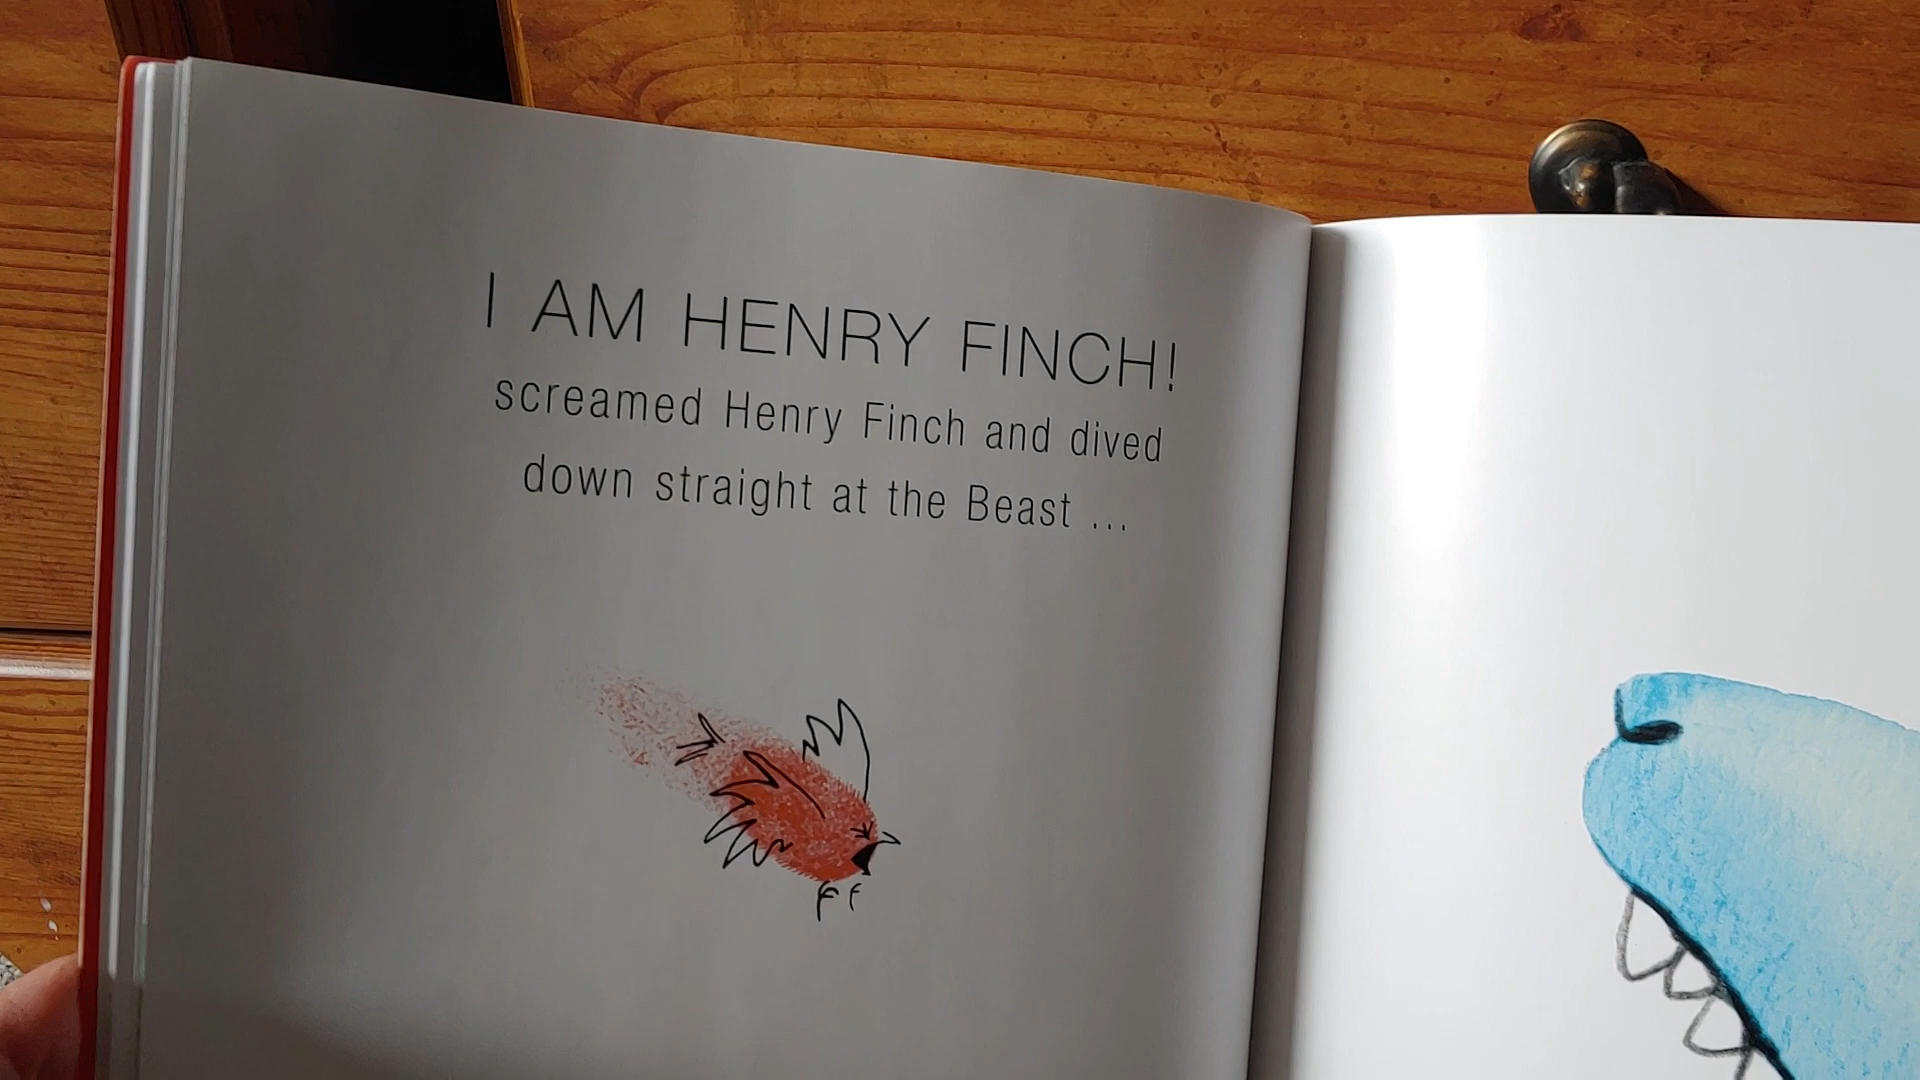 I AM HENRY FINCH!
screamed Henry Finch and dived
down straight at the Beast ...